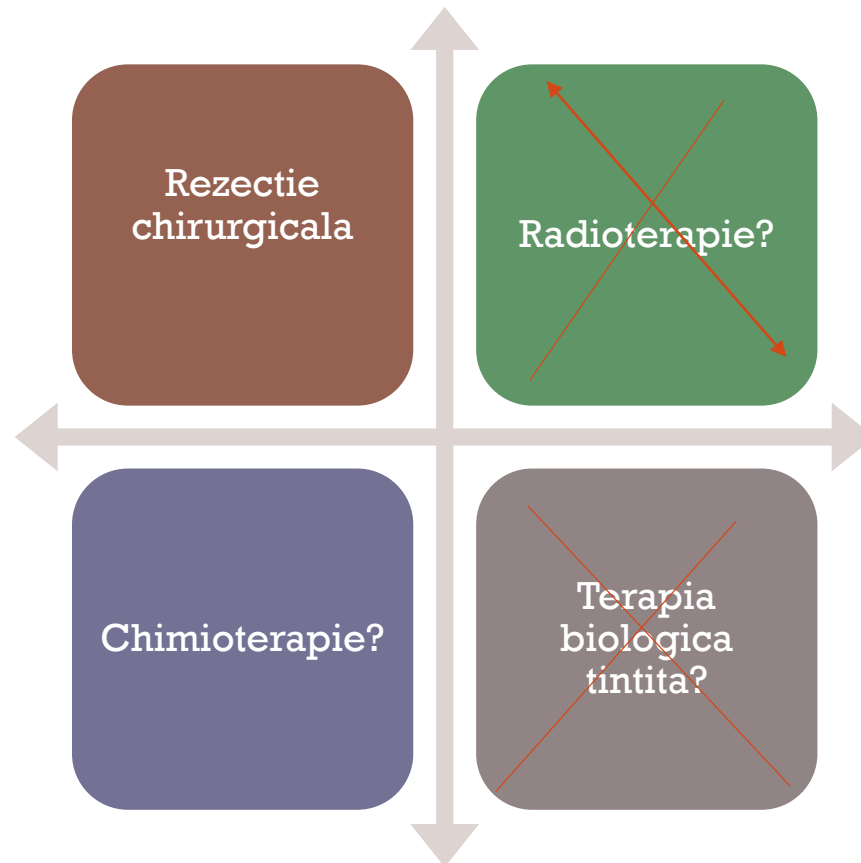 Rezectie
chirurgicala
Radioterapie?
Chimioterapie?
Terapia
biologica
tintita?